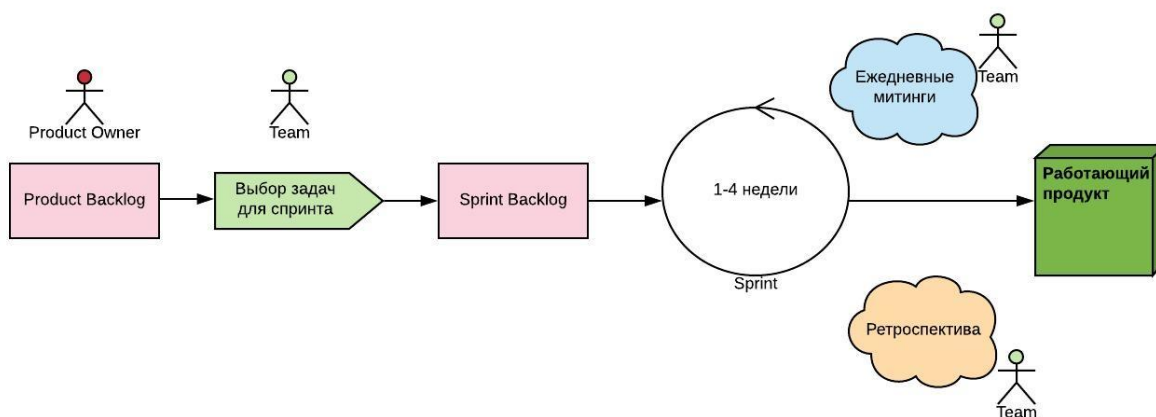 Product Owner
Team
Product Backlog
Выбор задач
для спринта
Sprint Backlog
1-4 недели
Sprint
Ежедневные
митинги
Team
Работающий
продукт
Ретроспектива
Team